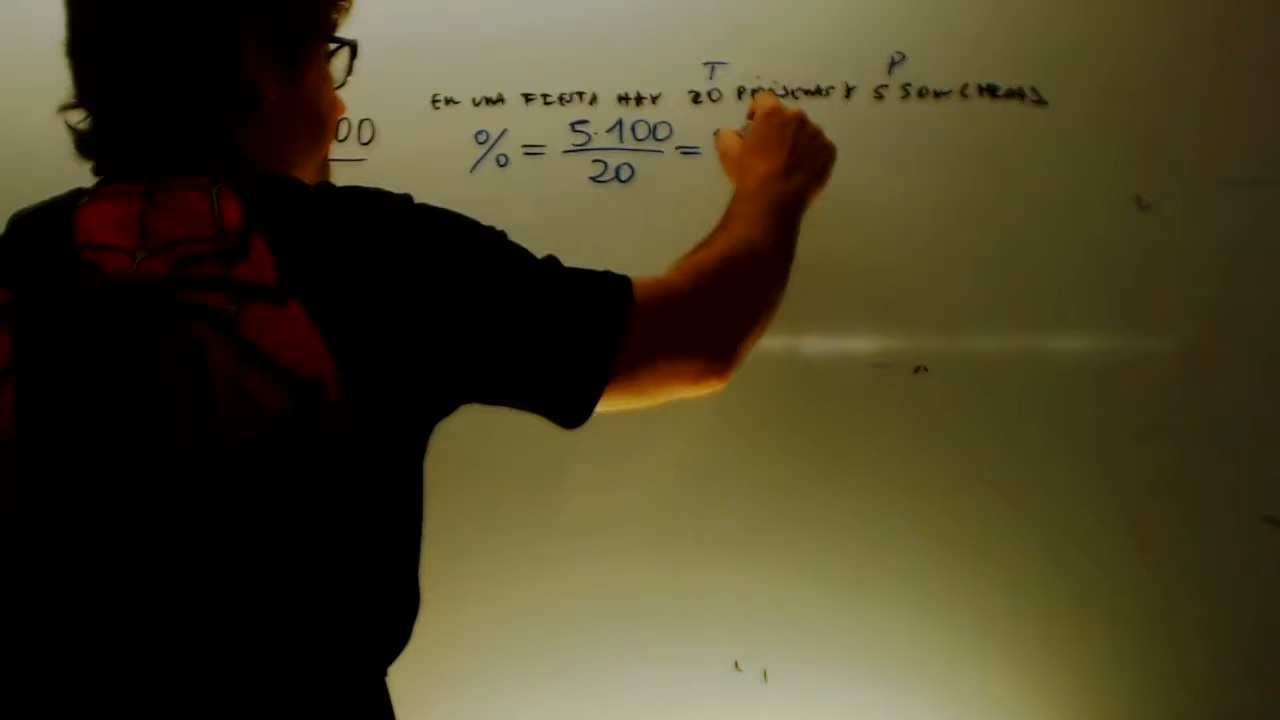 T P
EN UNA FIESTA HAY 20 PERSONAS Y 5 SON CHICAS
00
% = 5·100 =
20